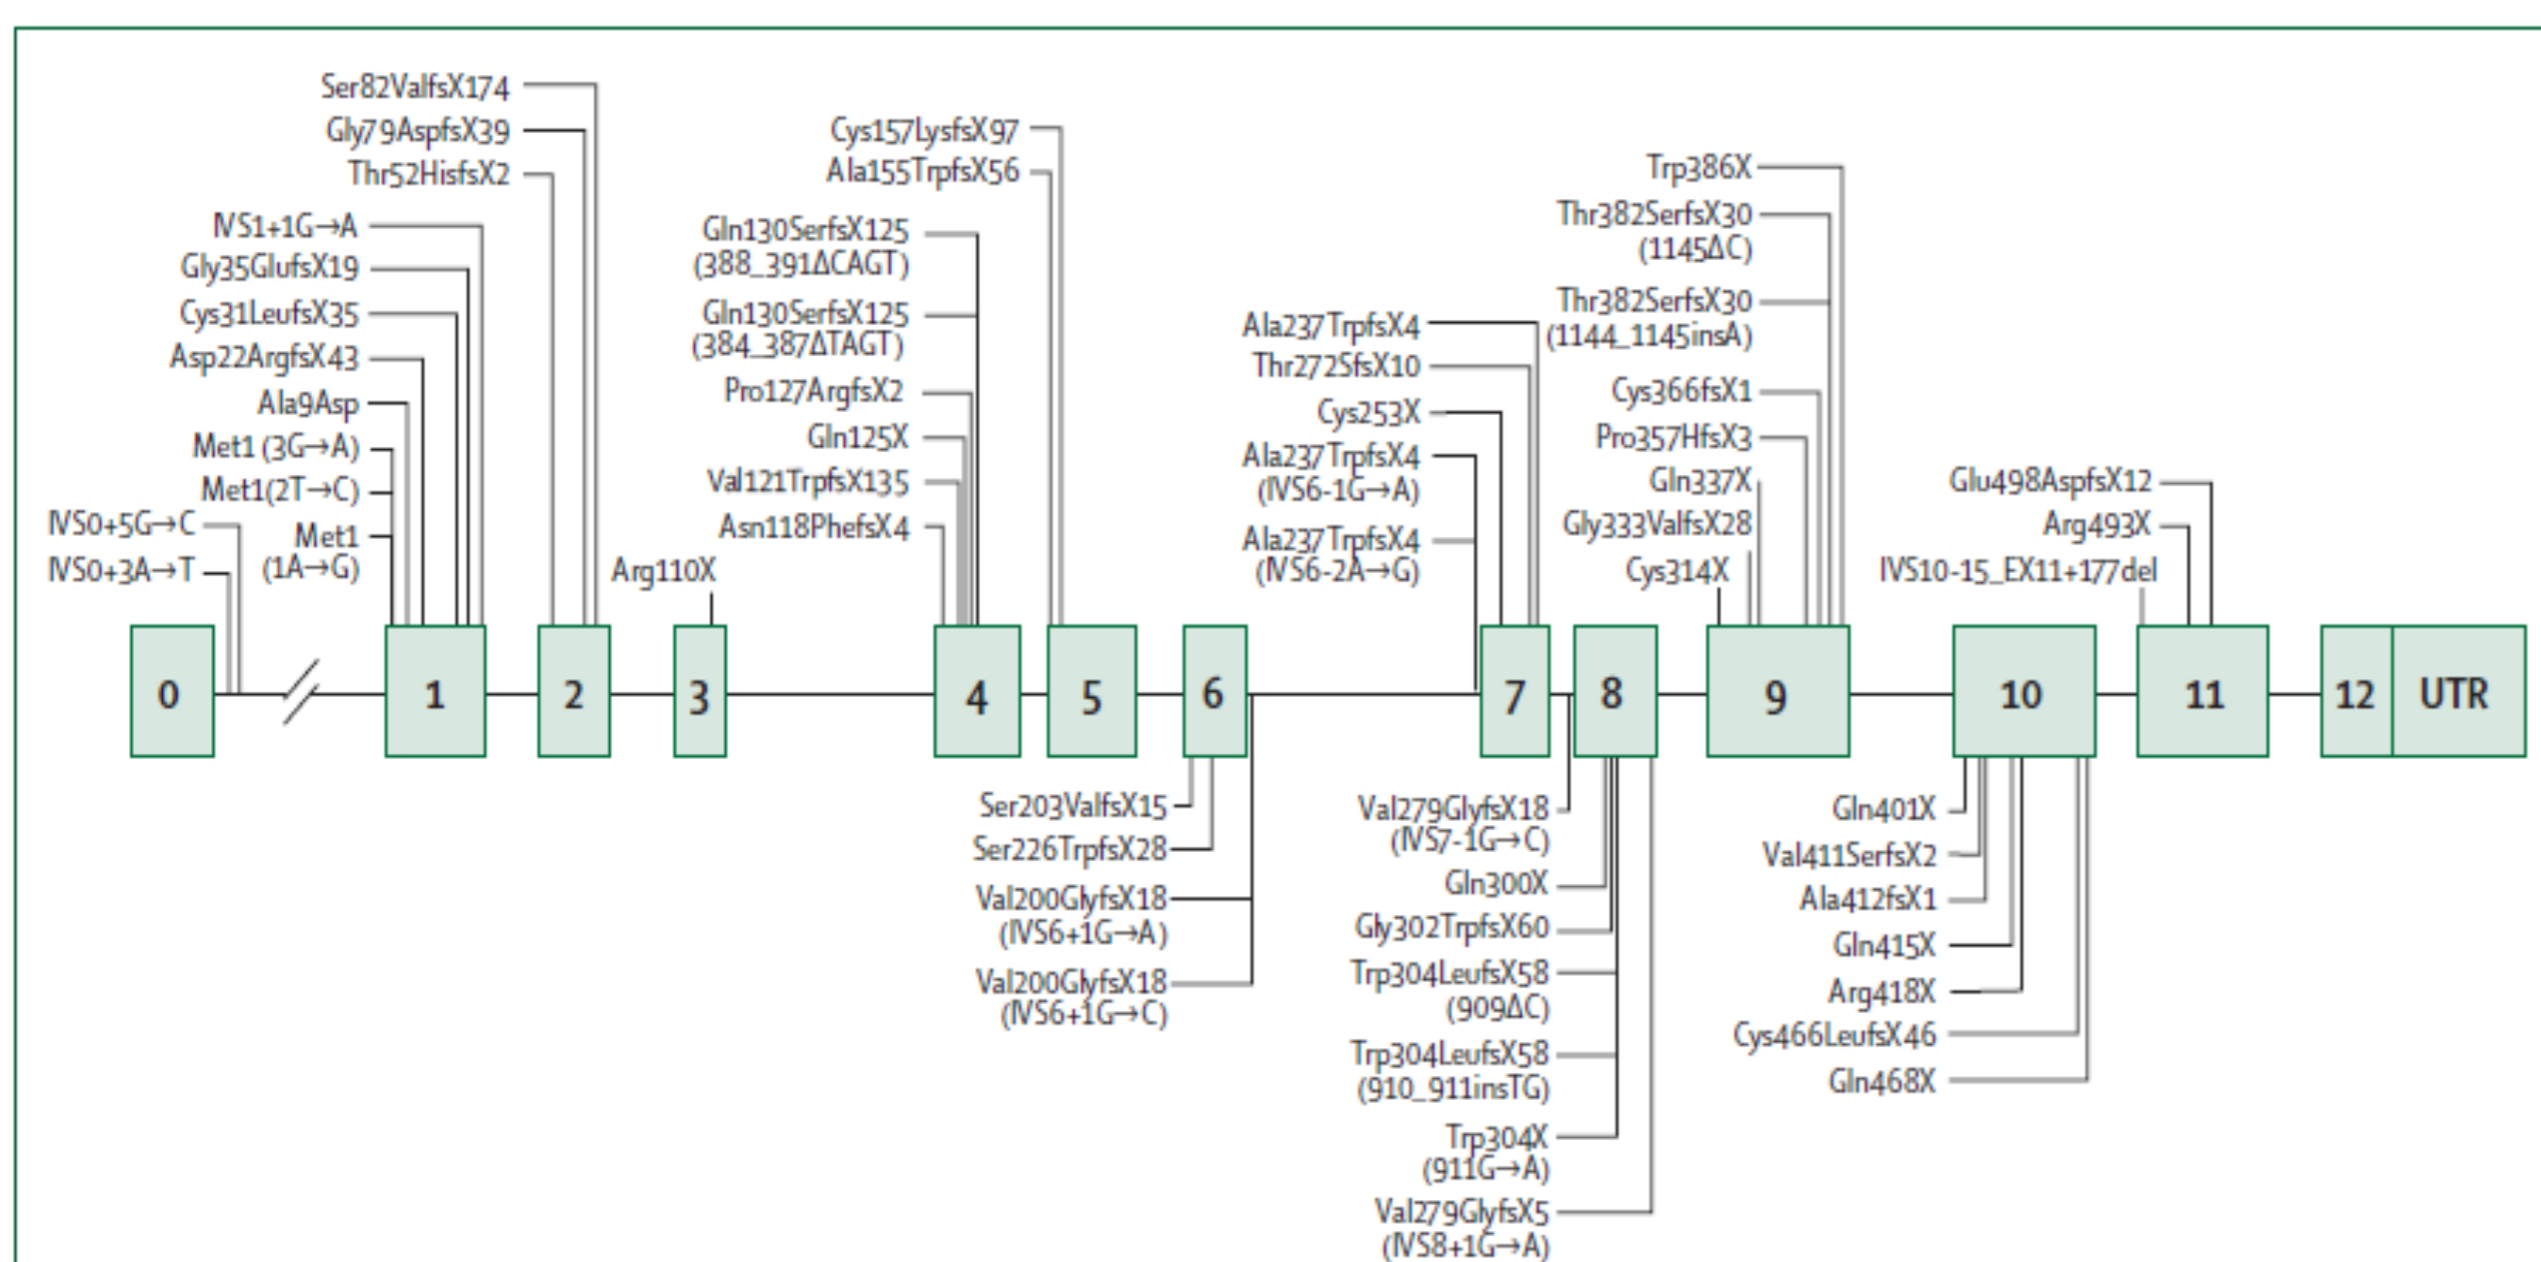 Ser82ValfsX174
Gly79AspfsX39
Thr52HisfsX2
IVS1+1G→A
Gly35GlufsX19
Cys31LeufsX35
Asp22ArgfsX43
Ala9Asp
Met1 (3G→A)
Met1(2T→C)
Met1
(1A→G)
IVS0+5G→C
IVS0+3A→T
Arg110X
Cys157LysfsX97
Ala155TrpfsX56
Gln130SerfsX125
(388_391ΔCAGT)
Gln130SerfsX125
(384_387ΔTAGT)
Pro127ArgfsX2
Gln125X
Val121TrpfsX135
Asn118PhefsX4
Ala237TrpfsX4
Thr272SfsX10
Cys253X
Ala237TrpfsX4
(IVS6-1G→A)
Ala237TrpfsX4
(IVS6-2A→G)
Trp386X
Thr382SerfsX30
(1145ΔC)
Thr382SerfsX30
(1144_1145insA)
Cys366fsX1
Pro357HfsX3
Gln337X
Gly333ValfsX28
Cys314X
Glu498AspfsX12
Arg493X
IVS10-15_EX11+177del
0 1 2 3 4 5 6 7 8 9 10 11 12 UTR
Ser203ValfsX15
Ser226TrpfsX28
Val200GlyfsX18
(IVS6+1G→A)
Val200GlyfsX18
(IVS6+1G→C)
Val279GlyfsX18
(IVS7-1G→C)
Gln300X
Gly302TrpfsX60
Trp304LeufsX58
(909ΔC)
Trp304LeufsX58
(910_911insTG)
Trp304X
(911G→A)
Val279GlyfsX5
(IVS8+1G→A)
Gln401X
Val411SerfsX2
Ala412fsX1
Gln415X
Arg418X
Cys466LeufsX46
Gln468X